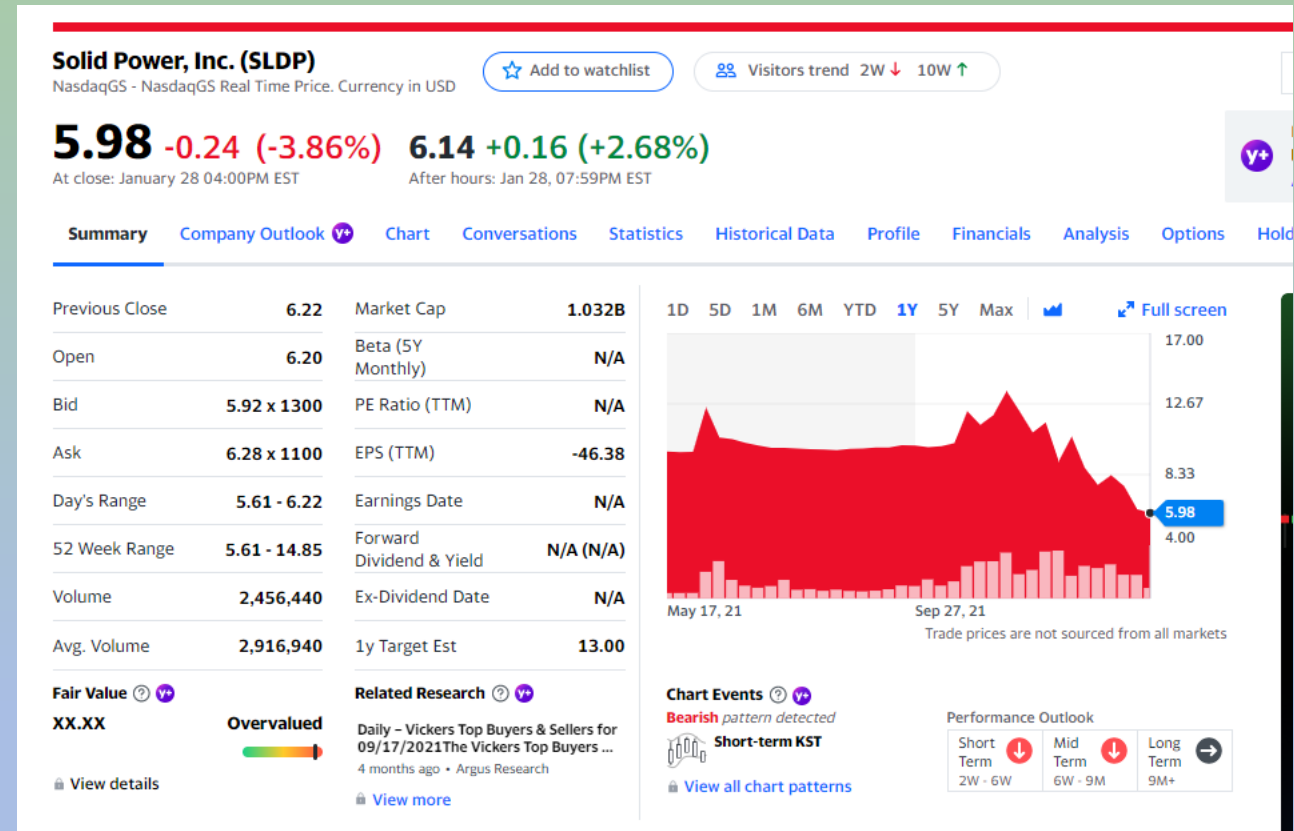 Solid Power, Inc. (SLDP)
NasdaqGS - NasdaqGS Real Time Price. Currency in USD
Add to watchlist
Visitors trend 2W 10W
5.98 -0.24 (-3.86%)
At close: January 28 04:00PM EST
6.14 +0.16 (+2.68%)
After hours: Jan 28, 07:59PM EST
y+
Summary Company Outlook y+ Chart Conversations Statistics Historical Data Profile Financials Analysis Options Hold
Previous Close 6.22
Open 6.20
Bid 5.92 x 1300
Ask 6.28 x 1100
Day's Range 5.61 - 6.22
52 Week Range 5.61 - 14.85
Volume 2,456,440
Avg. Volume 2,916,940
Market Cap 1.032B
Beta (5Y
Monthly) N/A
PE Ratio (TTM) N/A
EPS (TTM) -46.38
Earnings Date N/A
Forward
Dividend & Yield N/A (N/A)
Ex-Dividend Date N/A
1y Target Est 13.00
1D 5D 1M 6M YTD 1Y 5Y Max Full screen
17.00
12.67
8.33
5.98
4.00
May 17, 21 Sep 27, 21
Trade prices are not sourced from all markets
Fair Value ? y+
XX.XX Overvalued
View details
Related Research ? y+
Daily – Vickers Top Buyers & Sellers for
09/17/2021The Vickers Top Buyers ...
4 months ago • Argus Research
View more
Chart Events ? y+
Bearish pattern detected
Short-term KST
View all chart patterns
Performance Outlook
Short
Term
2W - 6W
Mid
Term
6W - 9M
Long
Term
9M+